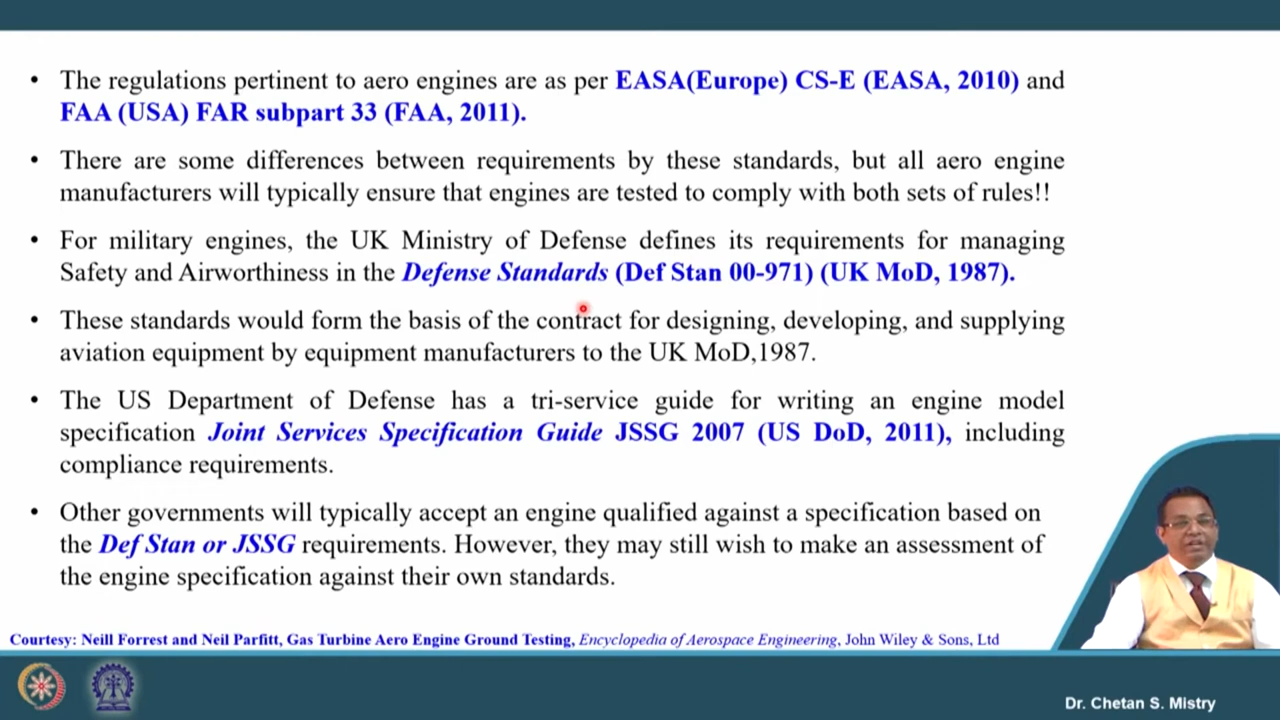 • The regulations pertinent to aero engines are as per EASA(Europe) CS-E (EASA, 2010) and
FAA (USA) FAR subpart 33 (FAA, 2011).
• There are some differences between requirements by these standards, but all aero engine
manufacturers will typically ensure that engines are tested to comply with both sets of rules!!
• For military engines, the UK Ministry of Defense defines its requirements for managing
Safety and Airworthiness in the Defense Standards (Def Stan 00-971) (UK MoD, 1987).
• These standards would form the basis of the contract for designing, developing, and supplying
aviation equipment by equipment manufacturers to the UK MoD,1987.
• The US Department of Defense has a tri-service guide for writing an engine model
specification Joint Services Specification Guide JSSG 2007 (US DoD, 2011), including
compliance requirements.
• Other governments will typically accept an engine qualified against a specification based on
the Def Stan or JSSG requirements. However, they may still wish to make an assessment of
the engine specification against their own standards.
Courtesy: Neill Forrest and Neil Parfitt, Gas Turbine Aero Engine Ground Testing, Encyclopedia of Aerospace Engineering, John Wiley & Sons, Ltd
Dr. Chetan S. Mistry